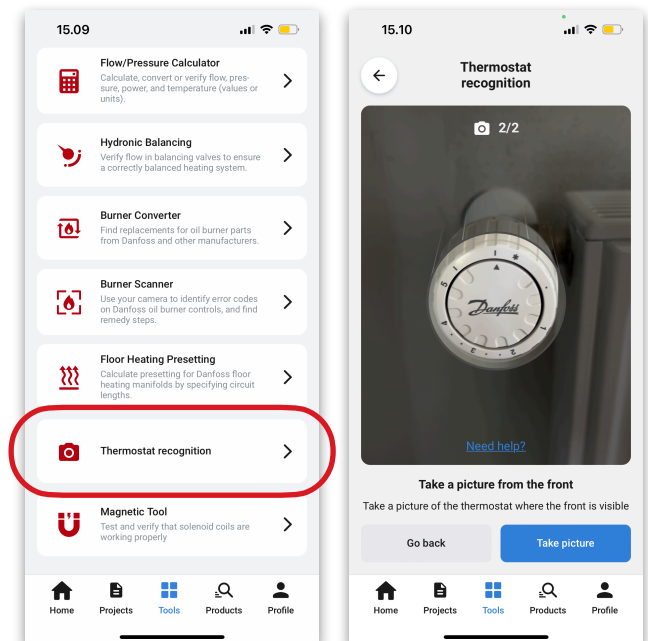 15.09
Flow/Pressure Calculator
Calculate, convert or verify flow, pres-
sure, power, and temperature (values or
units).
Hydronic Balancing
Verify flow in balancing valves to ensure
a correctly balanced heating system.
Burner Converter
Find replacements for oil burner parts
from Danfoss and other manufacturers.
Burner Scanner
Use your camera to identify error codes
on Danfoss oil burner controls, and find
remedy steps.
Floor Heating Presetting
Calculate presetting for Danfoss floor
heating manifolds by specifying circuit
lengths.
Thermostat recognition
Magnetic Tool
Test and verify that solenoid coils are
working properly
Home Projects Tools Products Profile
15.10
Thermostat
recognition
2/2
5 4 3 2 1
Danfoss
Need help?
Take a picture from the front
Take a picture of the thermostat where the front is visible
Go back Take picture
Home Projects Tools Products Profile